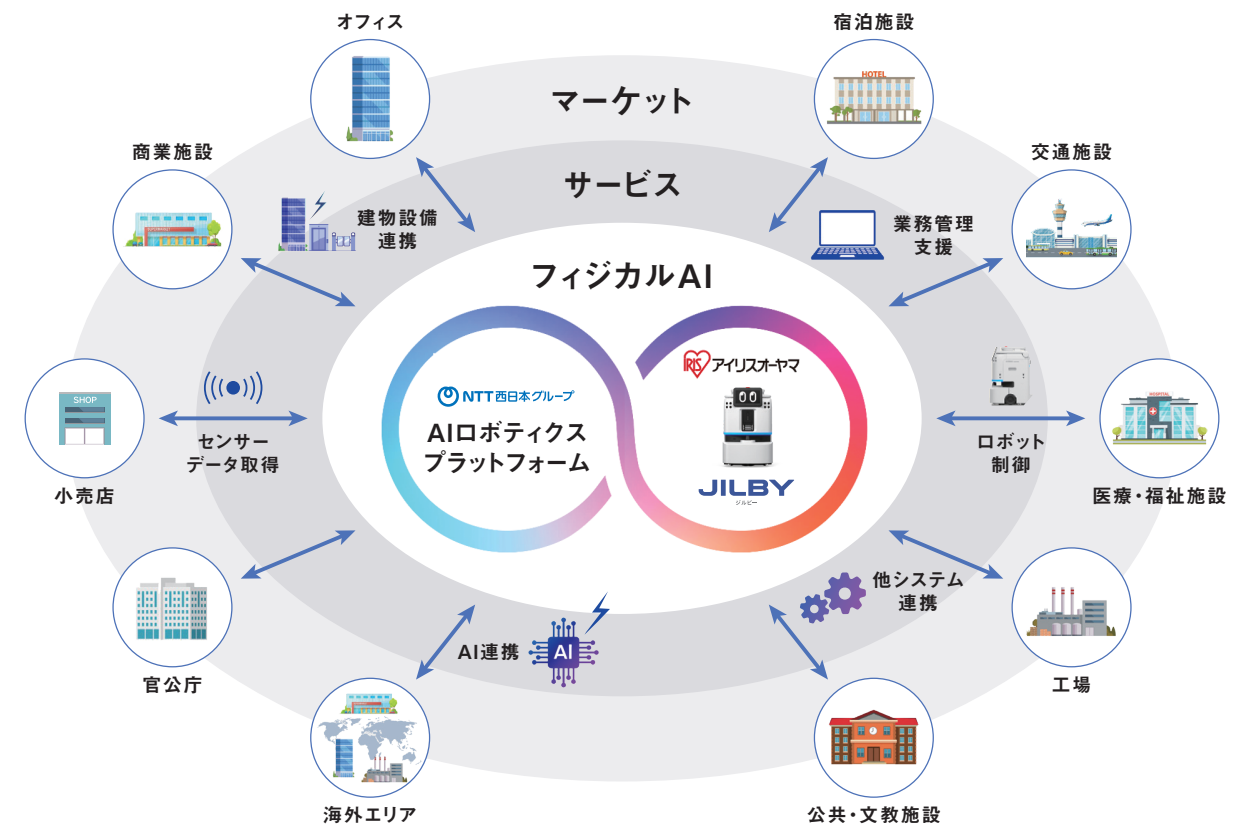 オフィス
宿泊施設
マーケット
HOTEL
商業施設
交通施設
サービス
建物設備
連携
業務管理
支援
フィジカルAI
IRIS アイリスオーヤマ
NTT西日本グループ
AIロボティクス
プラットフォーム
JILBY
ジルビー
SHOP
センサー
データ取得
小売店
ロボット
制御
HOSPITAL
医療・福祉施設
他システム
連携
AI連携
AI
官公庁
工場
海外エリア
公共・文教施設